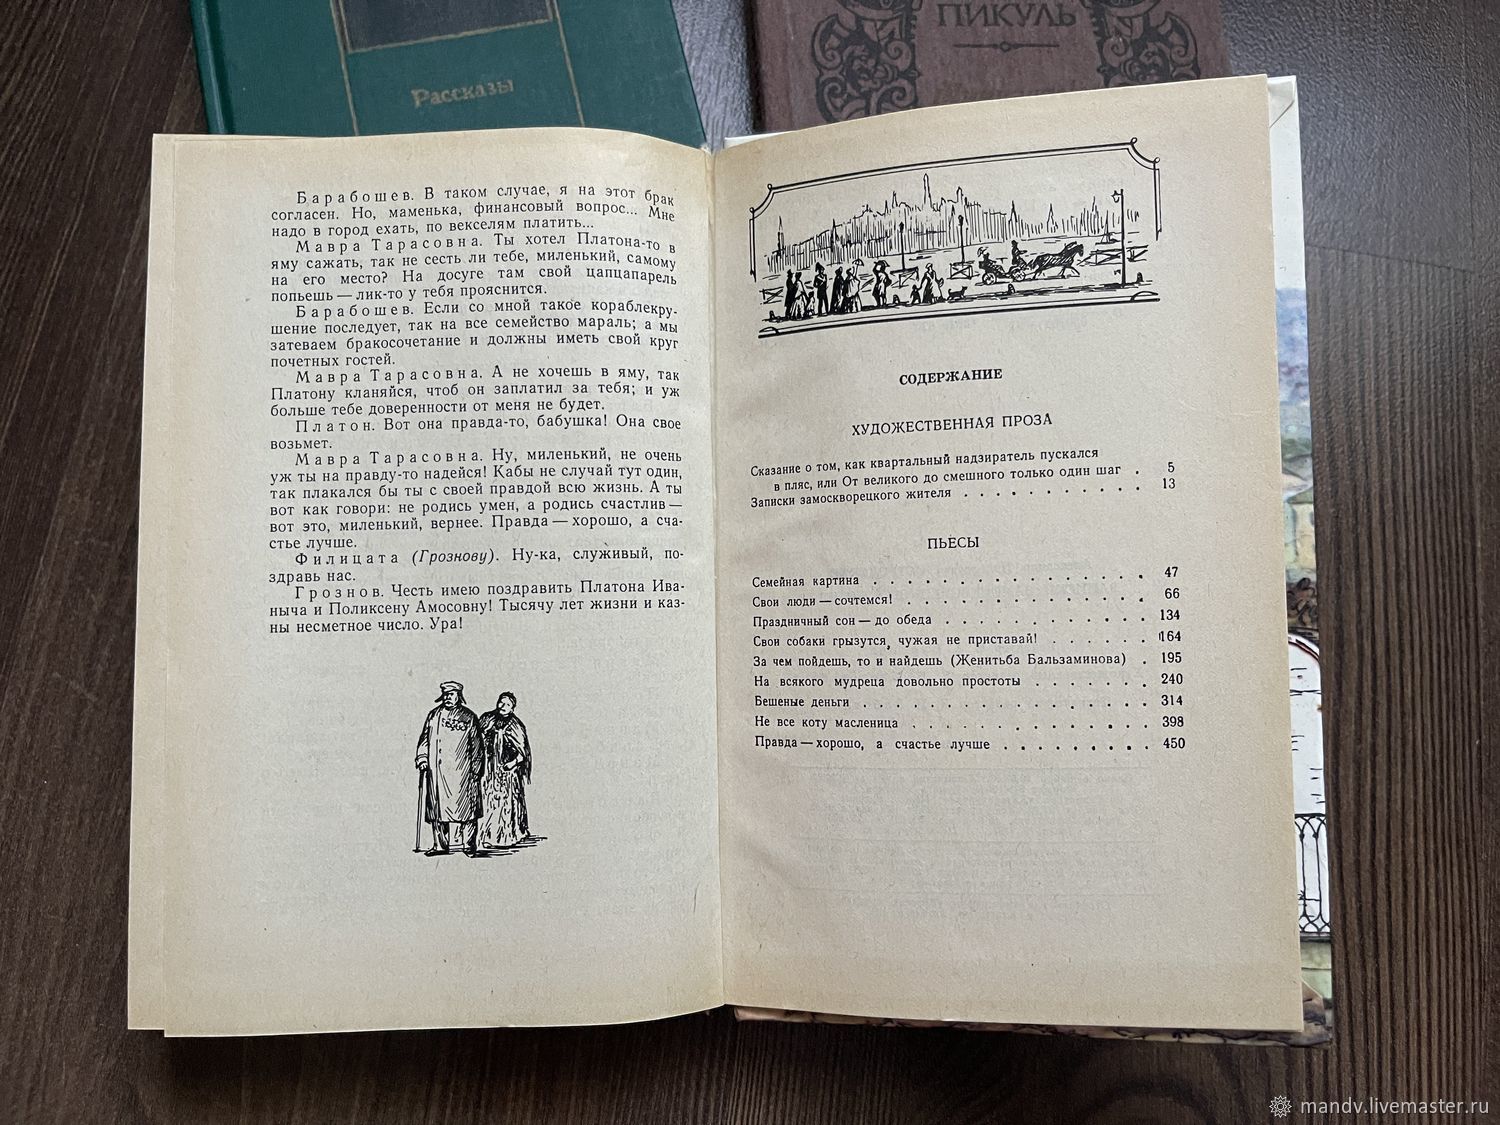 Рассказы
ПИКУЛЬ
Барабошев. В таком случае, я на этот брак
согласен. Но, маменька, финансовый вопрос... Мне
надо в город ехать, по векселям платить...
Мавра Тарасовна. Ты хотел Платона-то в
яму сажать, так не сесть ли тебе, миленький, самому
на его место? На досуге там свой цапцапарель
попьешь — лик-то у тебя прояснится.
Барабошев. Если со мной такое кораблекру-
шение последует, так на все семейство мараль; а мы
затеваем бракосочетание и должны иметь свой круг
почетных гостей.
Мавра Тарасовна. А не хочешь в яму, так
Платону кланяйся, чтоб он заплатил за тебя; и уж
больше тебе доверенности от меня не будет.
Платон. Вот она правда-то, бабушка! Она свое
возьмет.
Мавра Тарасовна. Ну, миленький, не очень
уж ты на правду-то надейся! Кабы не случай тут один,
так плакался бы ты с своей правдой всю жизнь. А ты
вот как говори: не родись умен, а родись счастлив —
вот это, миленький, вернее. Правда — хорошо, а сча-
стье лучше.
Филицата (Грознову). Ну-ка, служивый, по-
здравь нас.
Грознов. Честь имею поздравить Платона Ива-
ныча и Поликсену Амосовну! Тысячу лет жизни и каз-
ны несметное число. Ура!
СОДЕРЖАНИЕ
ХУДОЖЕСТВЕННАЯ ПРОЗА
Сказание о том, как квартальный надзиратель пускался
в пляс, или От великого до смешного только один шаг . 5
Записки замоскворецкого жителя . . . . . . . . . . . 13
ПЬЕСЫ
Семейная картина . . . . . . . . . . . . . . . . 47
Свои люди — сочтемся! . . . . . . . . . . . . . . 66
Праздничный сон — до обеда . . . . . . . . . . . . 134
Свои собаки грызутся, чужая не приставай! . . . . . . 164
За чем пойдешь, то и найдешь (Женитьба Бальзаминова) . 195
На всякого мудреца довольно простоты . . . . . . . 240
Бешеные деньги . . . . . . . . . . . . . . . . . 314
Не все коту масленица . . . . . . . . . . . . . . 398
Правда — хорошо, а счастье лучше . . . . . . . . . 450
mandv.livemaster.ru